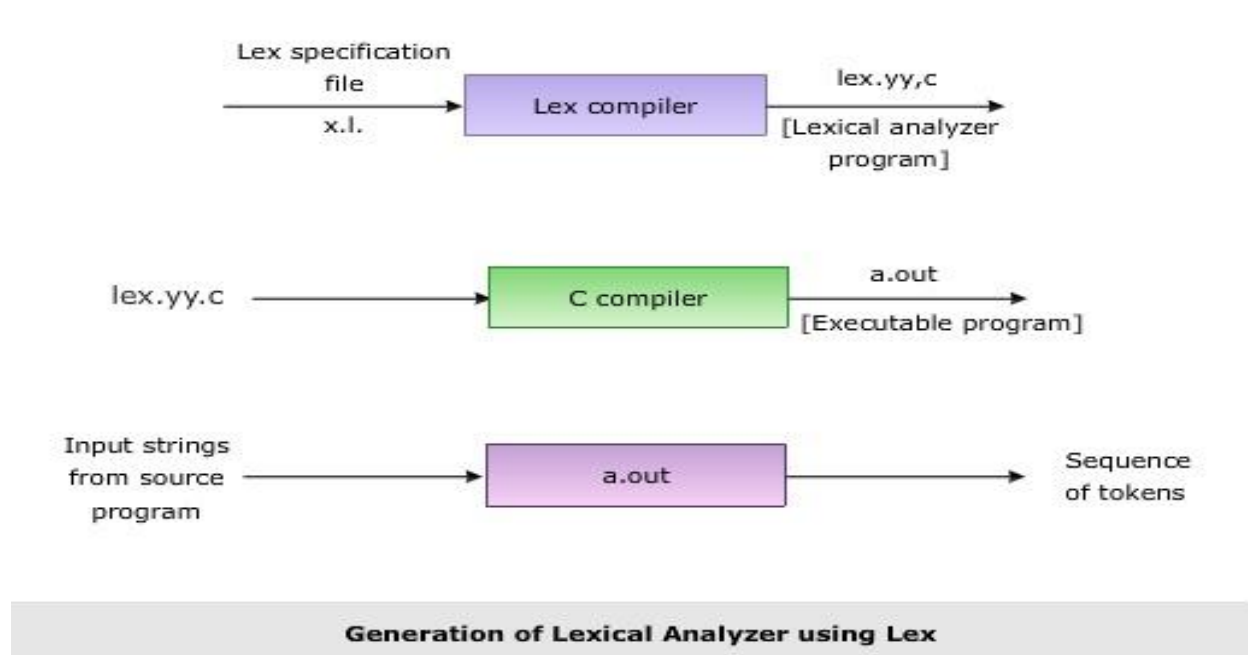 Lex specification
file
x.l.
Lex compiler
lex.yy,c
[Lexical analyzer
program]
lex.yy.c
C compiler
a.out
[Executable program]
Input strings
from source
program
a.out
Sequence
of tokens
Generation of Lexical Analyzer using Lex